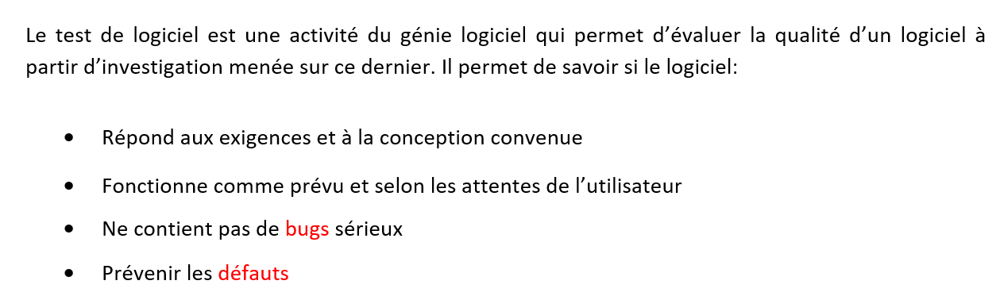 Le test de logiciel est une activité du génie logiciel qui permet d’évaluer la qualité d’un logiciel à
partir d’investigation menée sur ce dernier. Il permet de savoir si le logiciel:
• Répond aux exigences et à la conception convenue
• Fonctionne comme prévu et selon les attentes de l’utilisateur
• Ne contient pas de bugs sérieux
• Prévenir les défauts